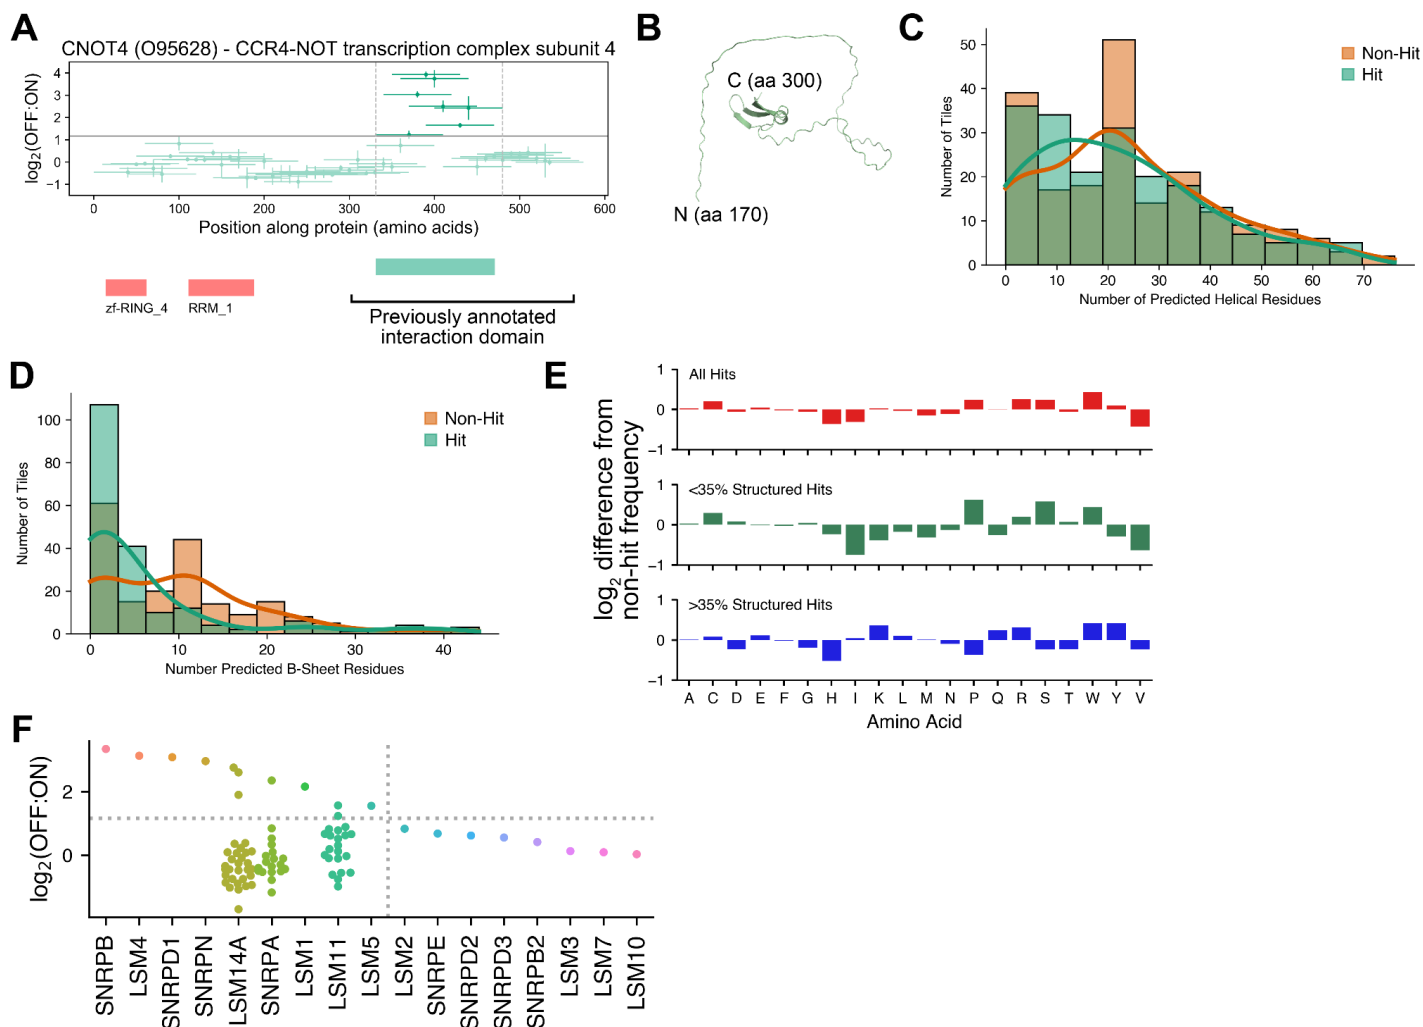 A
CNOT4 (O95628) - CCR4-NOT transcription complex subunit 4
log2(OFF:ON)
4
3
2
1
0
−1
0
100
200
300
400
500
600
Position along protein (amino acids)
zf-RING_4
RRM_1
Previously annotated
interaction domain
B
C (aa 300)
N (aa 170)
C
Number of Tiles
50
40
30
20
10
0
0
10
20
30
40
50
60
70
Number of Predicted Helical Residues
Non-Hit
Hit
D
Number of Tiles
100
80
60
40
20
0
0
10
20
30
40
Number Predicted B-Sheet Residues
Non-Hit
Hit
E
log2 difference from
non-hit frequency
1
0
−1
All Hits
1
0
−1
<35% Structured Hits
1
0
−1
>35% Structured Hits
A C D E F G H I K L M N P Q R S T W Y V
Amino Acid
F
log2(OFF:ON)
2
0
SNRPB
LSM4
SNRPD1
SNRPN
LSM14A
SNRPA
LSM1
LSM11
LSM5
LSM2
SNRPE
SNRPD2
SNRPD3
SNRPB2
LSM3
LSM7
LSM10